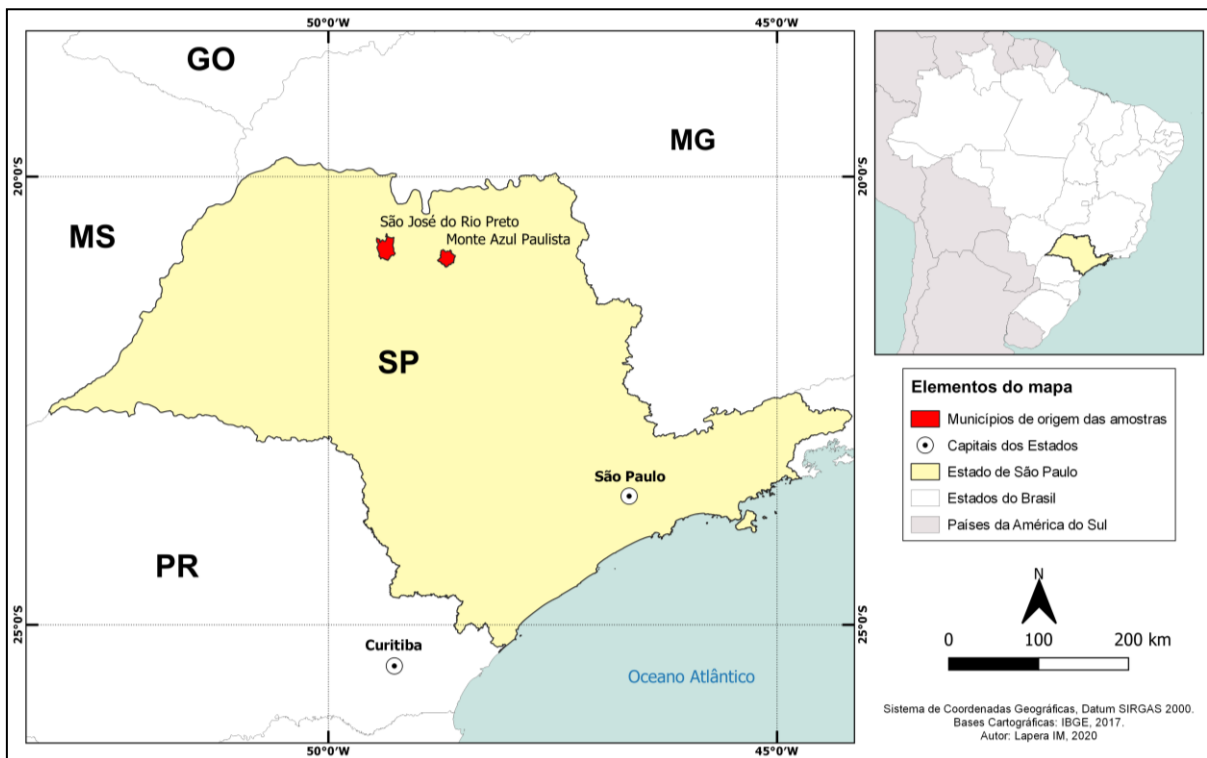 50°0'W
45°0'W
GO
MG
20°0'S
20°0'S
São José do Rio Preto
Monte Azul Paulista
MS
SP
São Paulo
PR
25°0'S
25°0'S
Curitiba
Oceano Atlântico
50°0'W
45°0'W
Elementos do mapa
Municípios de origem das amostras
Capitais dos Estados
Estado de São Paulo
Estados do Brasil
Países da América do Sul
N
0 100 200 km
Sistema de Coordenadas Geográficas, Datum SIRGAS 2000.
Bases Cartográficas: IBGE, 2017.
Autor: Lapera IM, 2020